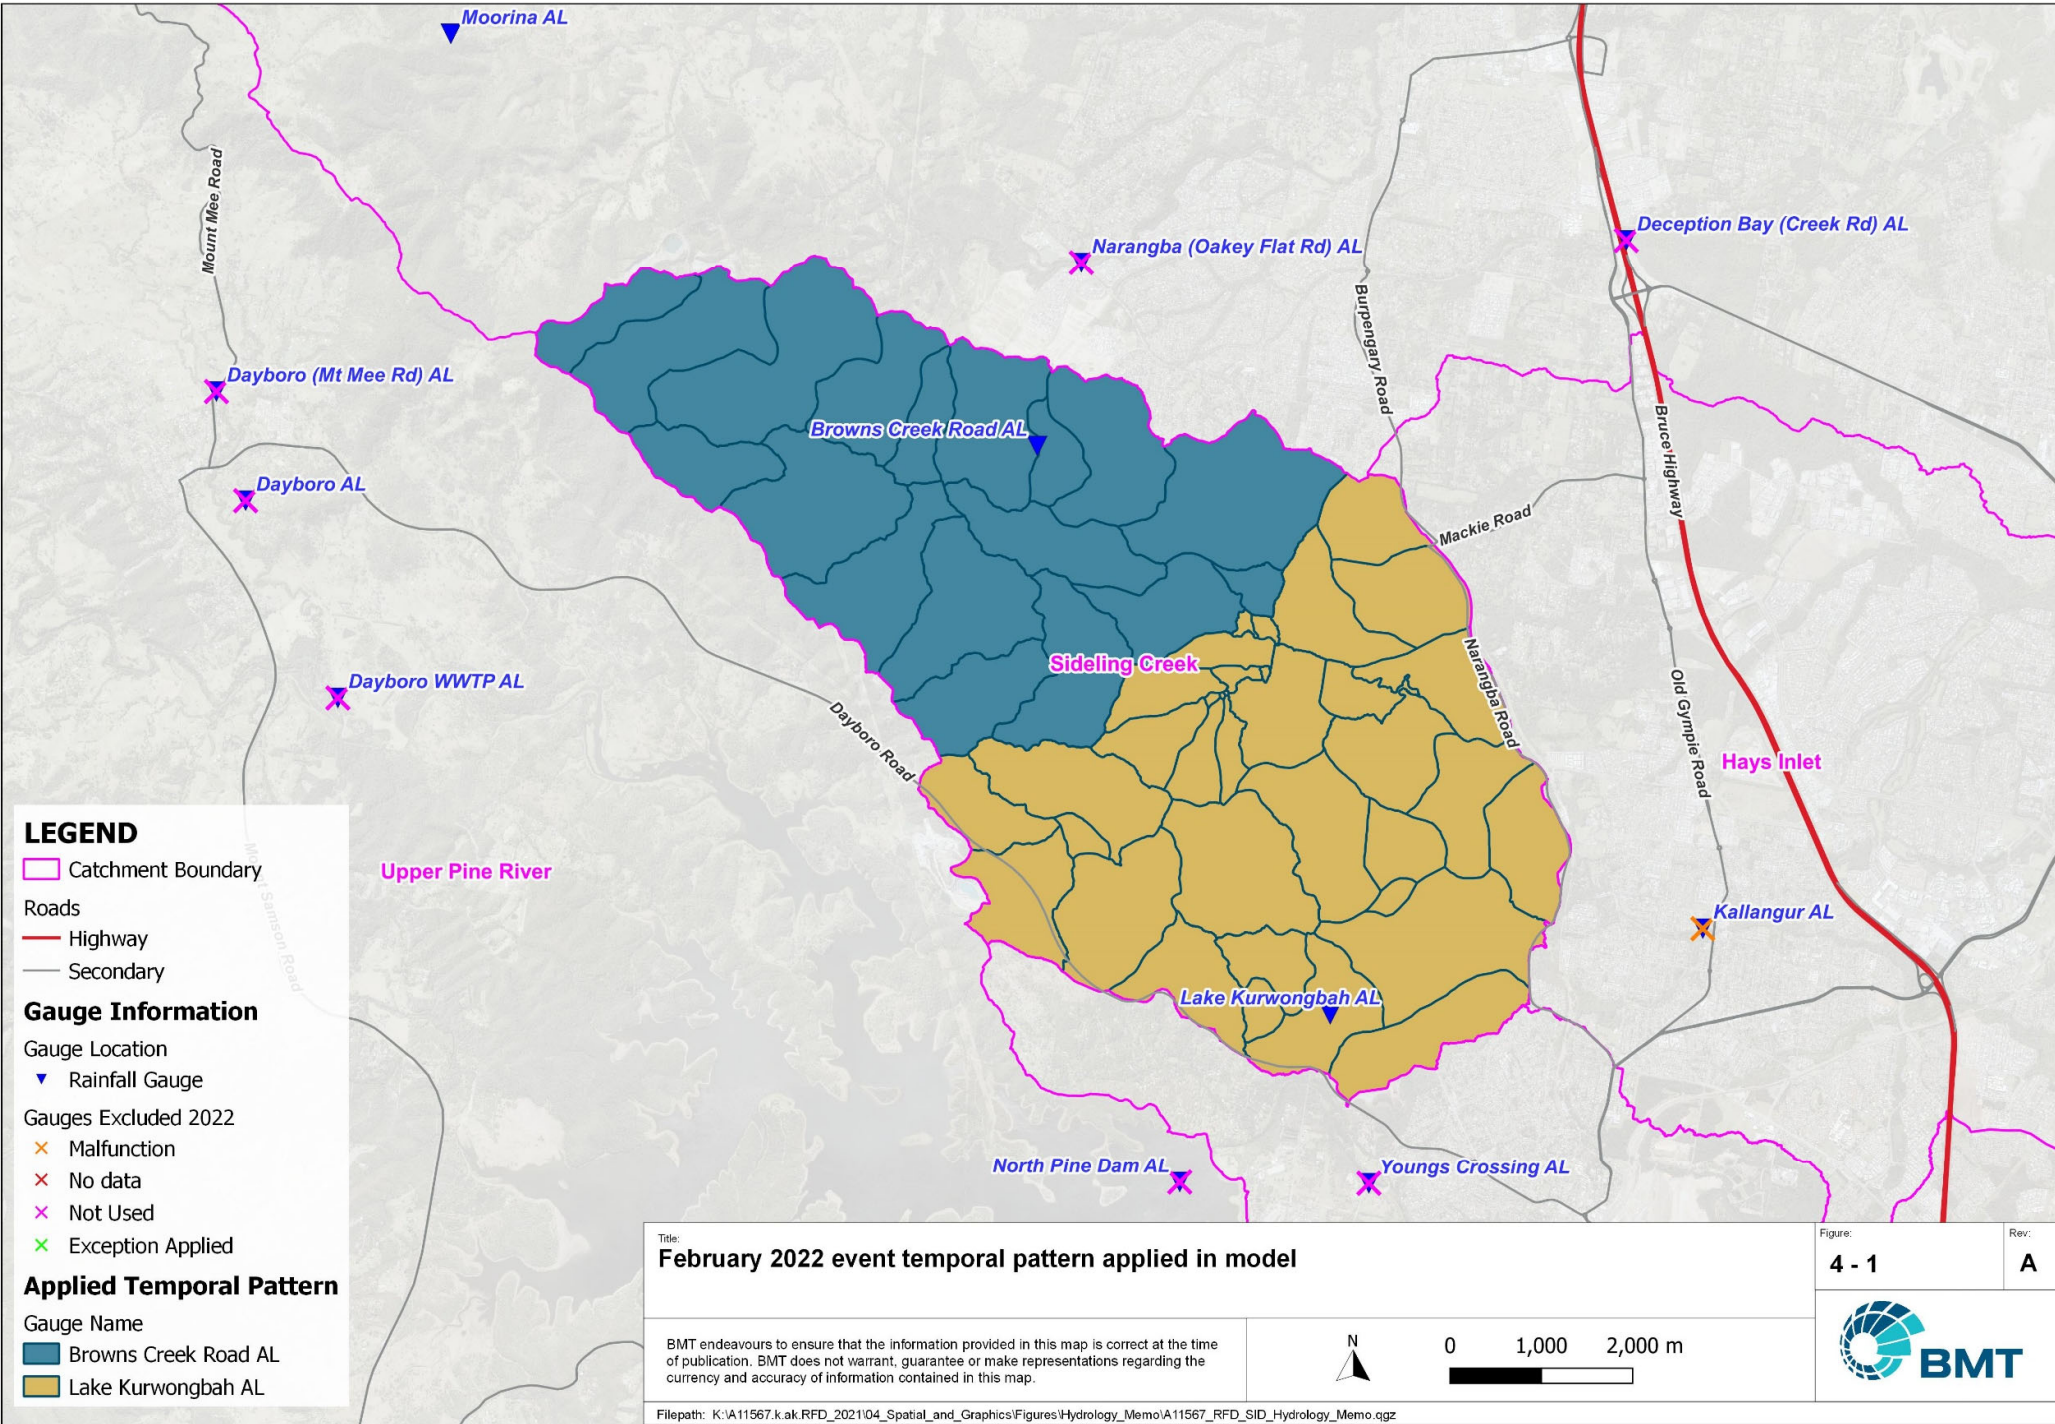 Moorina AL
Mount Mee Road
Deception Bay (Creek Rd) AL
Narangba (Oakey Flat Rd) AL
Burpengary Road
Dayboro (Mt Mee Rd) AL
Browns Creek Road AL
Bruce Highway
Dayboro AL
Mackie Road
Sideling Creek
Narangba Road
Dayboro WWTP AL
Old Gympie Road
Dayboro Road
Hays Inlet
Upper Pine River
Mount Samson Road
Kallangur AL
Lake Kurwongbah AL
North Pine Dam AL
Youngs Crossing AL
LEGEND
Catchment Boundary
Roads
Highway
Secondary
Gauge Information
Gauge Location
Rainfall Gauge
Gauges Excluded 2022
Malfunction
No data
Not Used
Exception Applied
Applied Temporal Pattern
Gauge Name
Browns Creek Road AL
Lake Kurwongbah AL
Title:
February 2022 event temporal pattern applied in model
Figure:
4 - 1
Rev:
A
BMT endeavours to ensure that the information provided in this map is correct at the time
of publication. BMT does not warrant, guarantee or make representations regarding the
currency and accuracy of information contained in this map.
N
0 1,000 2,000 m
BMT
Filepath: K:\A11567.k.ak.RFD_2021\04_Spatial_and_Graphics\Figures\Hydrology_Memo\A11567_RFD_SID_Hydrology_Memo.qgz